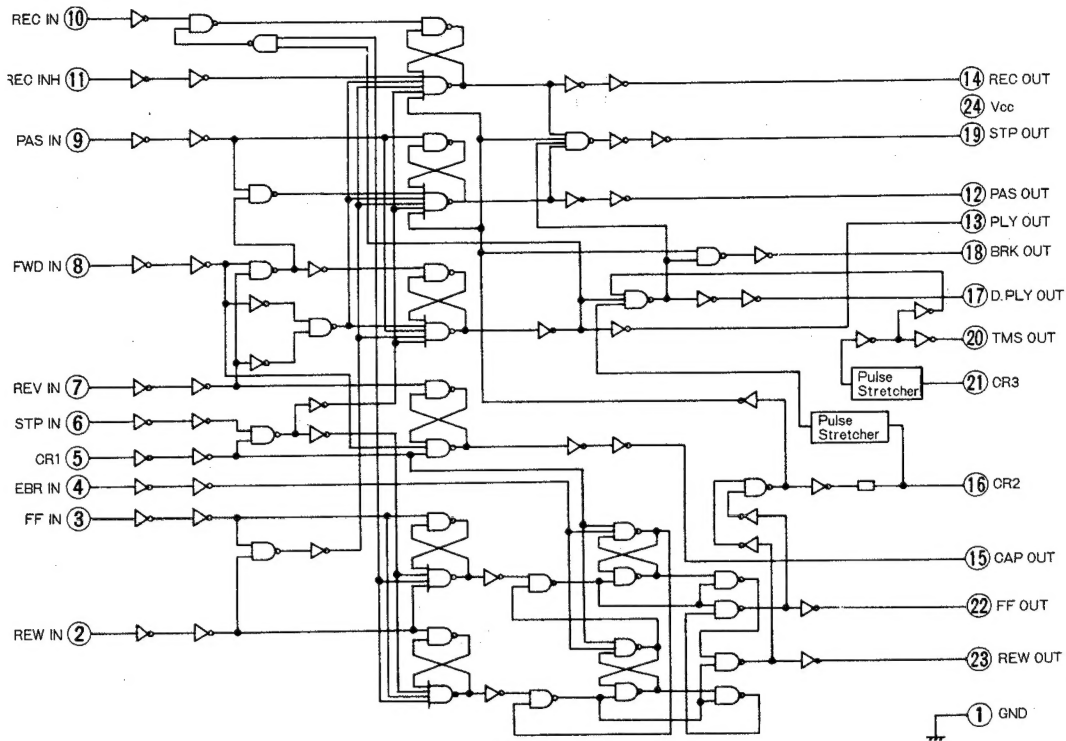 REC IN 10
REC INH 11
PAS IN 9
FWD IN 8
REV IN 7
STP IN 6
CR1 5
EBR IN 4
FF IN 3
REW IN 2
14 REC OUT
24 Vcc
19 STP OUT
12 PAS OUT
13 PLY OUT
18 BRK OUT
17 D.PLY OUT
20 TMS OUT
Pulse
Stretcher
21 CR3
Pulse
Stretcher
16 CR2
15 CAP OUT
22 FF OUT
23 REW OUT
1 GND